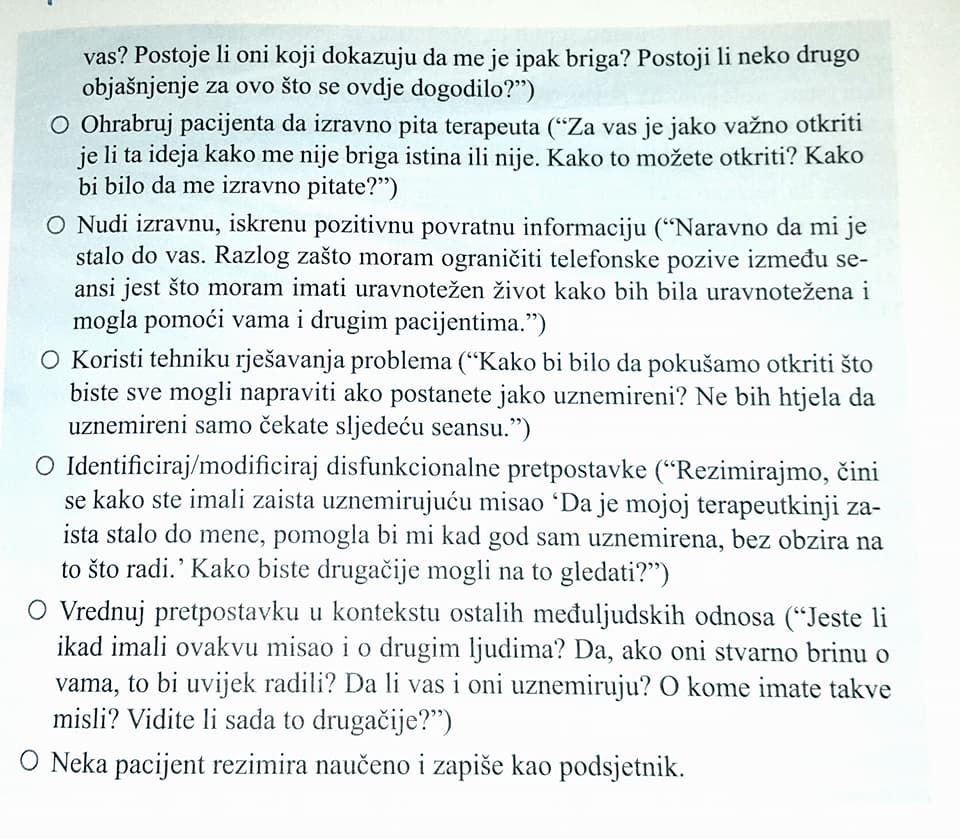 vas? Postoje li oni koji dokazuju da me je ipak briga? Postoji li neko drugo
objašnjenje za ovo što se ovdje dogodilo?”)
O Ohrabruj pacijenta da izravno pita terapeuta (“Za vas je jako važno otkriti
je li ta ideja kako me nije briga istina ili nije. Kako to možete otkriti? Kako
bi bilo da me izravno pitate?”)
O Nudi izravnu, iskrenu pozitivnu povratnu informaciju (“Naravno da mi je
stalo do vas. Razlog zašto moram ograničiti telefonske pozive između se-
ansi jest što moram imati uravnotežen život kako bih bila uravnotežena i
mogla pomoći vama i drugim pacijentima.”)
O Koristi tehniku rješavanja problema (“Kako bi bilo da pokušamo otkriti što
biste sve mogli napraviti ako postanete jako uznemireni? Ne bih htjela da
uznemireni samo čekate sljedeću seansu.”)
O Identificiraj/modificiraj disfunkcionalne pretpostavke (“Rezimirajmo, čini
se kako ste imali zaista uznemirujuću misao ‘Da je mojoj terapeutkinji za-
ista stalo do mene, pomogla bi mi kad god sam uznemirena, bez obzira na
to što radi.’ Kako biste drugačije mogli na to gledati?”)
O Vrednuj pretpostavku u kontekstu ostalih međuljudskih odnosa (“Jeste li
ikad imali ovakvu misao i o drugim ljudima? Da, ako oni stvarno brinu o
vama, to bi uvijek radili? Da li vas i oni uznemiruju? O kome imate takve
misli? Vidite li sada to drugačije?”)
O Neka pacijent rezimira naučeno i zapiše kao podsjetnik.